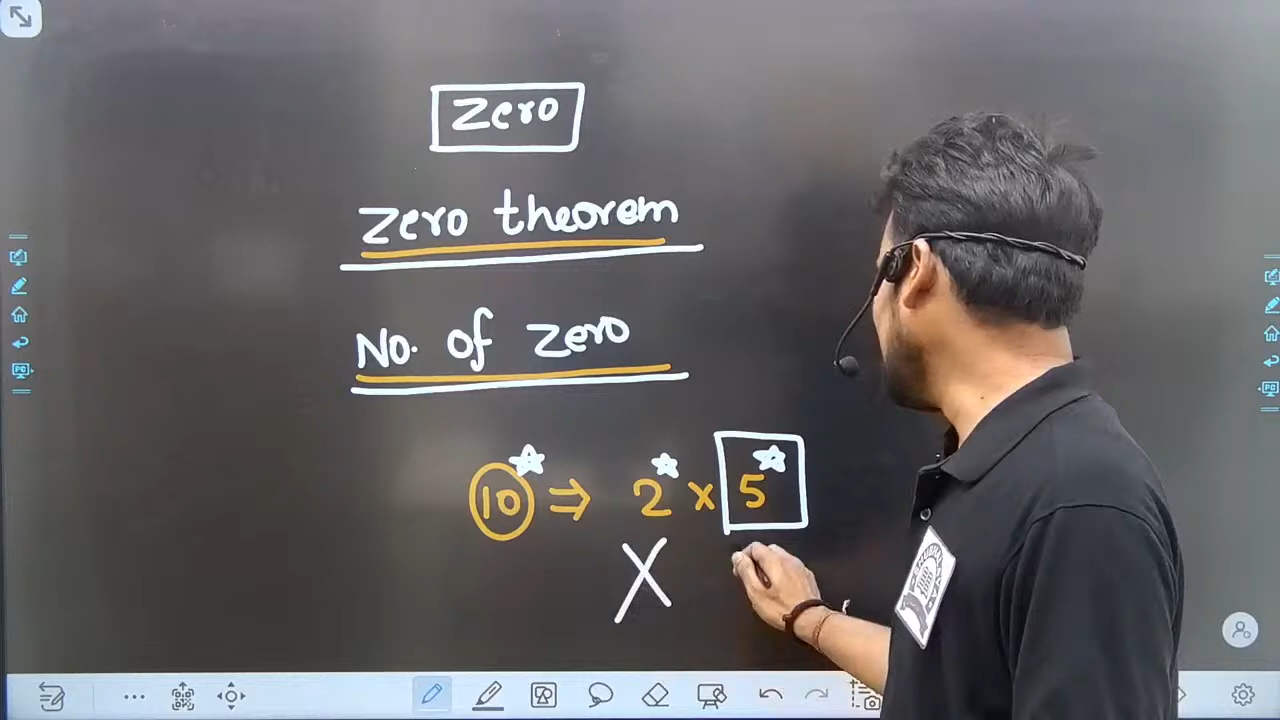 Zero
Zero theorem
No. of zero
10 ⇒ 2 × 5
X